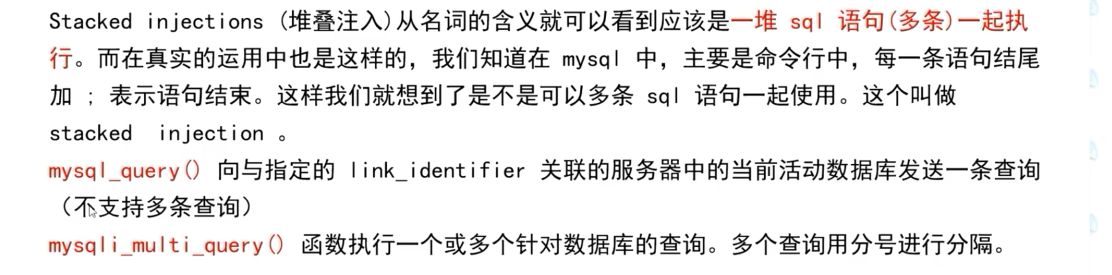 Stacked injections (堆叠注入)从名词的含义就可以看到应该是一堆 sql 语句(多条)一起执
行。而在真实的运用中也是这样的，我们知道在 mysql 中，主要是命令行中，每一条语句结尾
加 ; 表示语句结束。这样我们就想到了是不是可以多条 sql 语句一起使用。这个叫做
stacked injection 。
mysql_query() 向与指定的 link_identifier 关联的服务器中的当前活动数据库发送一条查询
（不支持多条查询）
mysqli_multi_query() 函数执行一个或多个针对数据库的查询。多个查询用分号进行分隔。